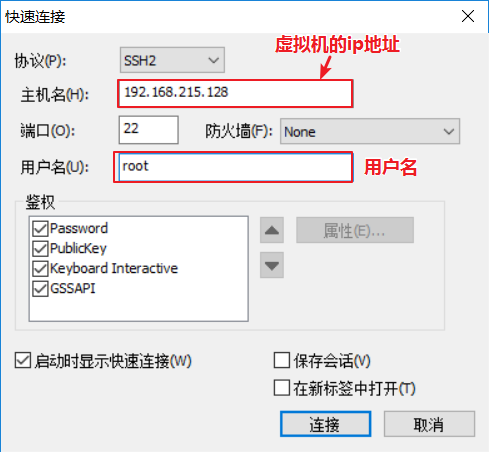 快速连接
虚拟机的ip地址
协议(P): SSH2
主机名(H): 192.168.215.128
端口(O): 22 防火墙(F): None
用户名(U): root 用户名
鉴权
Password
PublicKey
Keyboard Interactive
GSSAPI
属性(E)...
启动时显示快速连接(W)
保存会话(V)
在新标签中打开(T)
连接 取消